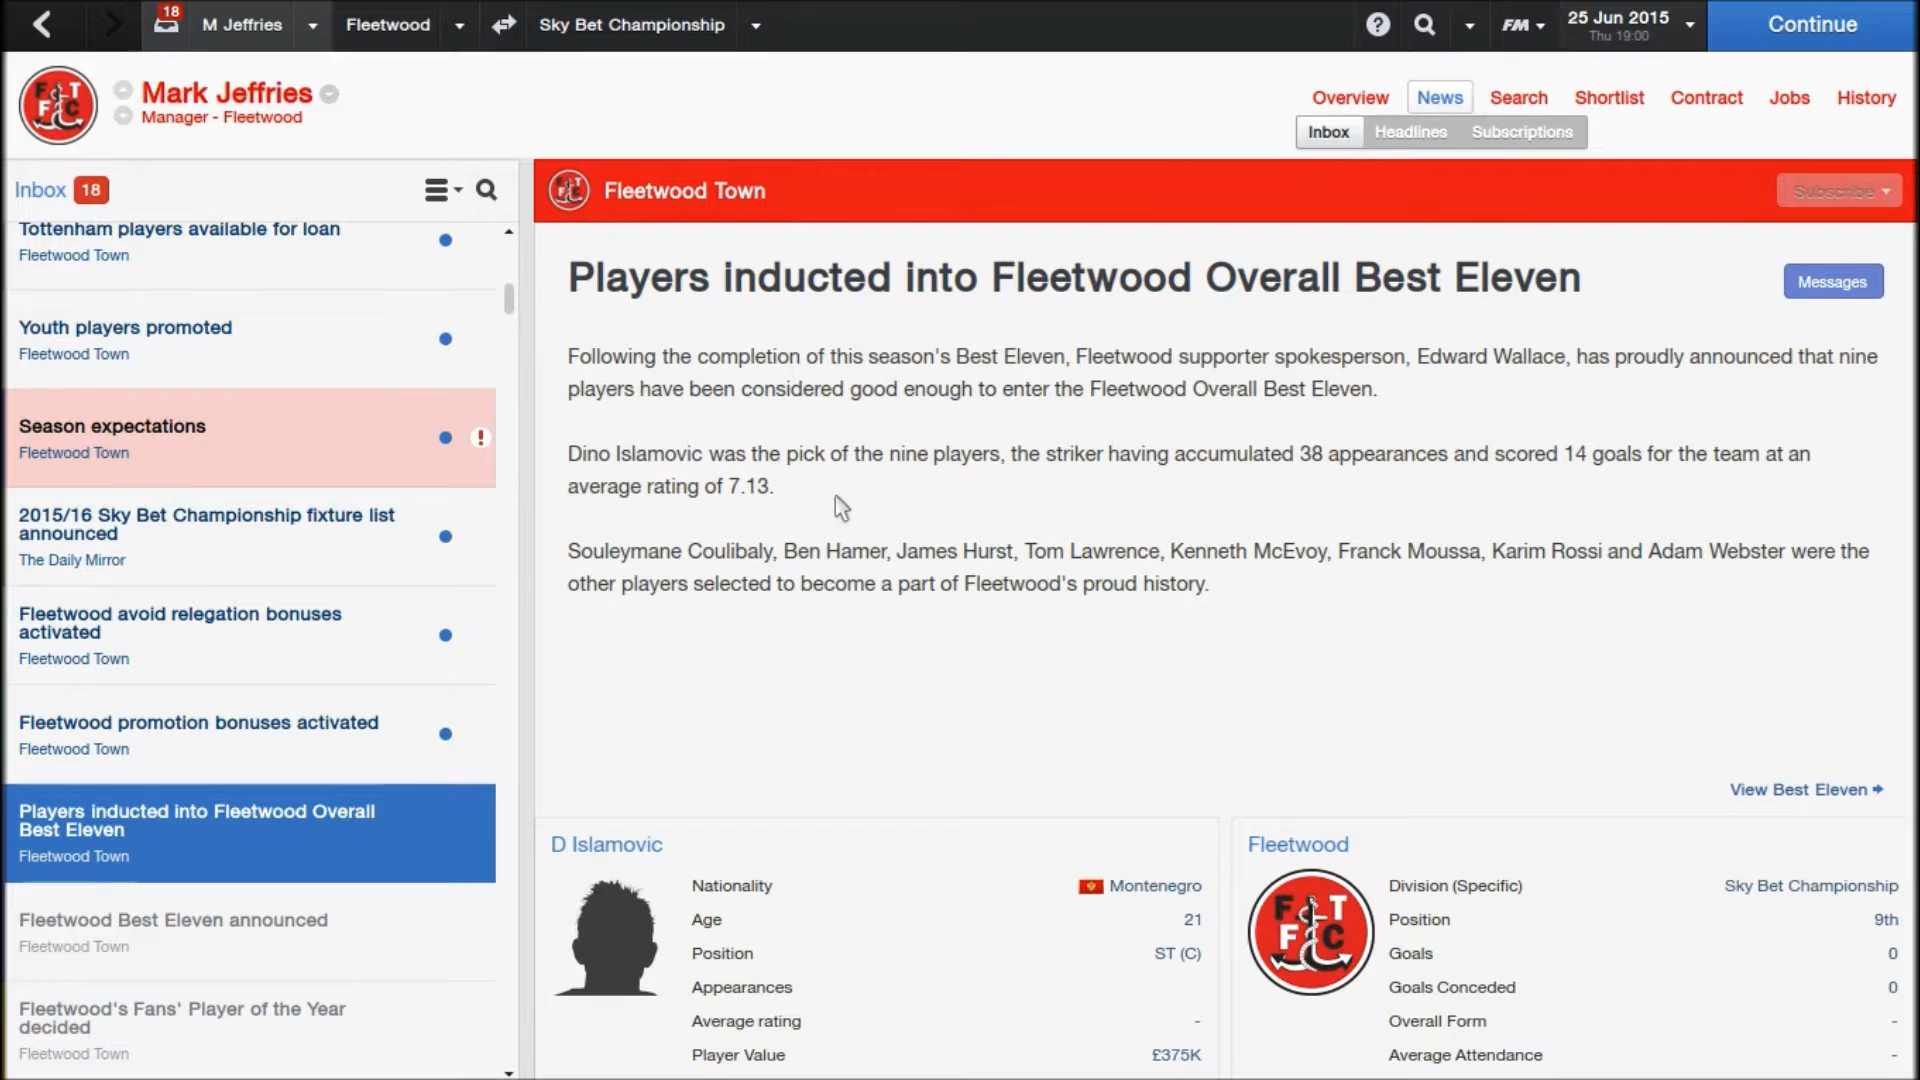 18
M Jeffries
Fleetwood
Sky Bet Championship
FM
25 Jun 2015
Thu 19:00
Continue
Mark Jeffries
Manager - Fleetwood
Overview
News
Search
Shortlist
Contract
Jobs
History
Inbox
Headlines
Subscriptions
Inbox 18
Tottenham players available for loan
Fleetwood Town
Youth players promoted
Fleetwood Town
Season expectations
Fleetwood Town
2015/16 Sky Bet Championship fixture list
announced
The Daily Mirror
Fleetwood avoid relegation bonuses
activated
Fleetwood Town
Fleetwood promotion bonuses activated
Fleetwood Town
Players inducted into Fleetwood Overall
Best Eleven
Fleetwood Town
Fleetwood Best Eleven announced
Fleetwood Town
Fleetwood's Fans' Player of the Year
decided
Fleetwood Town
Fleetwood Town
Subscribe
Players inducted into Fleetwood Overall Best Eleven
Messages
Following the completion of this season's Best Eleven, Fleetwood supporter spokesperson, Edward Wallace, has proudly announced that nine
players have been considered good enough to enter the Fleetwood Overall Best Eleven.
Dino Islamovic was the pick of the nine players, the striker having accumulated 38 appearances and scored 14 goals for the team at an
average rating of 7.13.
Souleymane Coulibaly, Ben Hamer, James Hurst, Tom Lawrence, Kenneth McEvoy, Franck Moussa, Karim Rossi and Adam Webster were the
other players selected to become a part of Fleetwood's proud history.
View Best Eleven
D Islamovic
Nationality Montenegro
Age 21
Position ST (C)
Appearances
Average rating -
Player Value £375K
Fleetwood
F T
F C
Division (Specific) Sky Bet Championship
Position 9th
Goals 0
Goals Conceded 0
Overall Form -
Average Attendance -